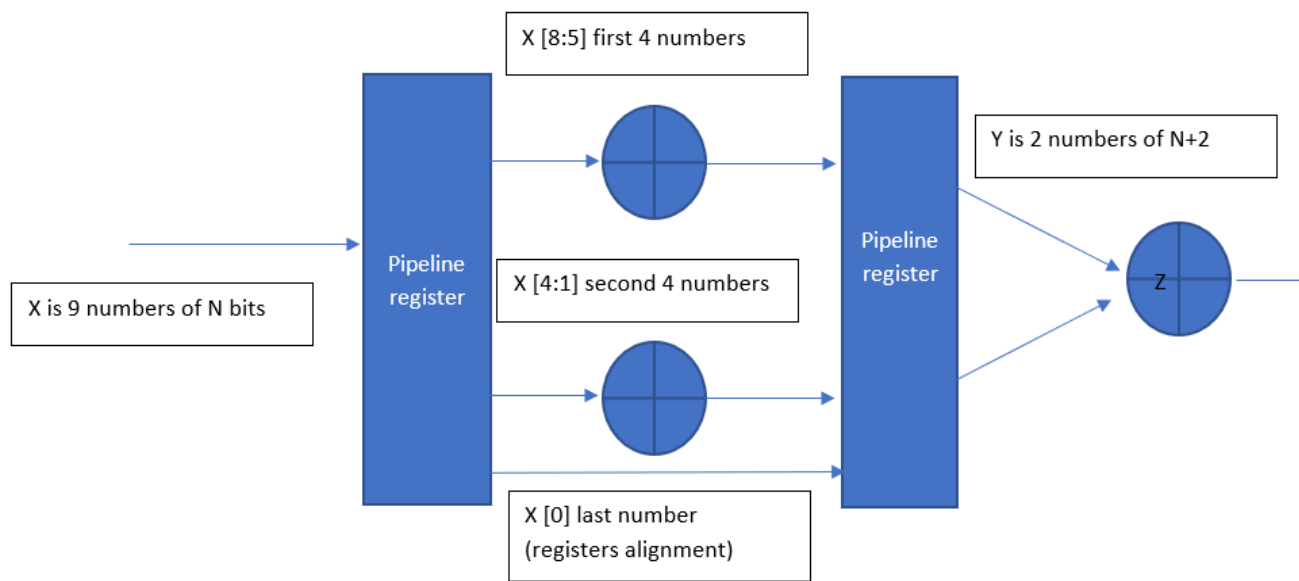 X [8:5] first 4 numbers
Y is 2 numbers of N+2
Pipeline
register
Pipeline
register
X [4:1] second 4 numbers
Z
X is 9 numbers of N bits
X [0] last number
(registers alignment)